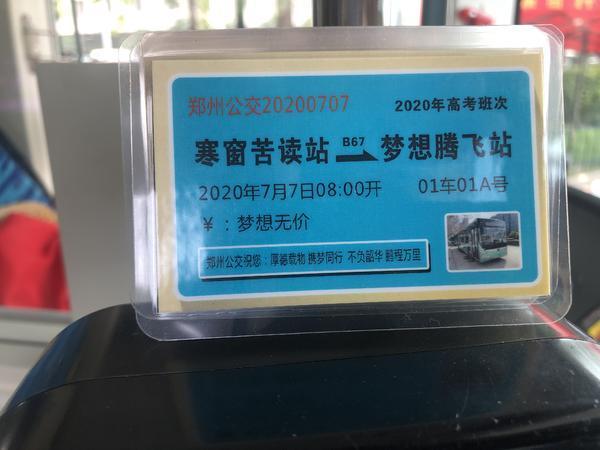 郑州公交20200707 2020年高考班次
寒窗苦读站 B67 梦想腾飞站
2020年7月7日08:00开 01车01A号
￥：梦想无价
郑州公交祝您：厚德载物 携梦同行 不负韶华 鹏程万里